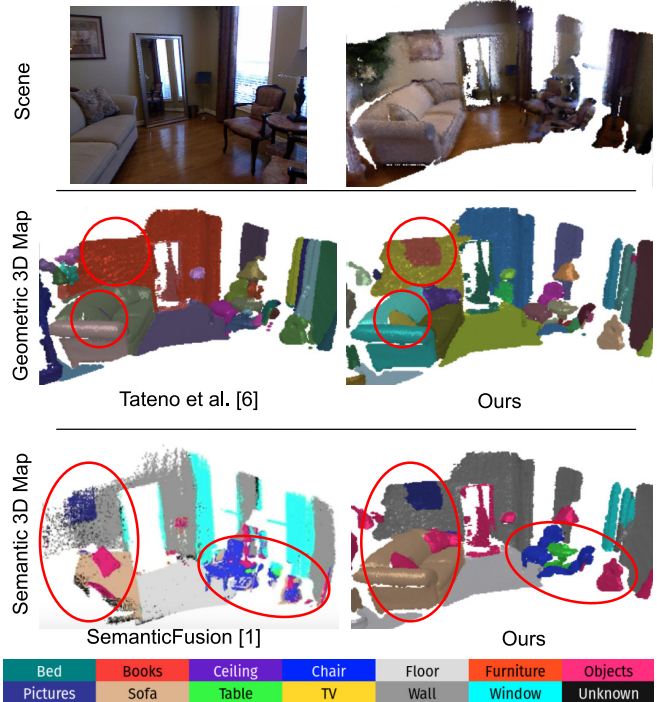 Scene
Geometric 3D Map
Tateno et al. [6]
Ours
Semantic 3D Map
SemanticFusion [1]
Ours
Bed Books Ceiling Chair Floor Furniture Objects
Pictures Sofa Table TV Wall Window Unknown